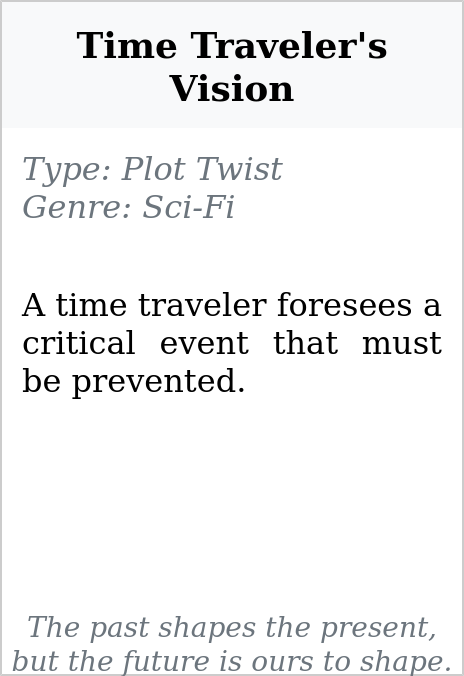 Time Traveler's
Vision
Type: Plot Twist
Genre: Sci-Fi
A time traveler foresees a
critical event that must
be prevented.
The past shapes the present,
but the future is ours to shape.